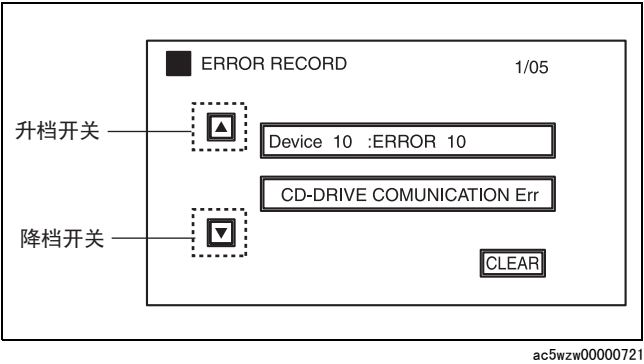 ERROR RECORD 1/05
升档开关
Device 10 :ERROR 10
CD-DRIVE COMUNICATION Err
降档开关
CLEAR
ac5wzw00000721